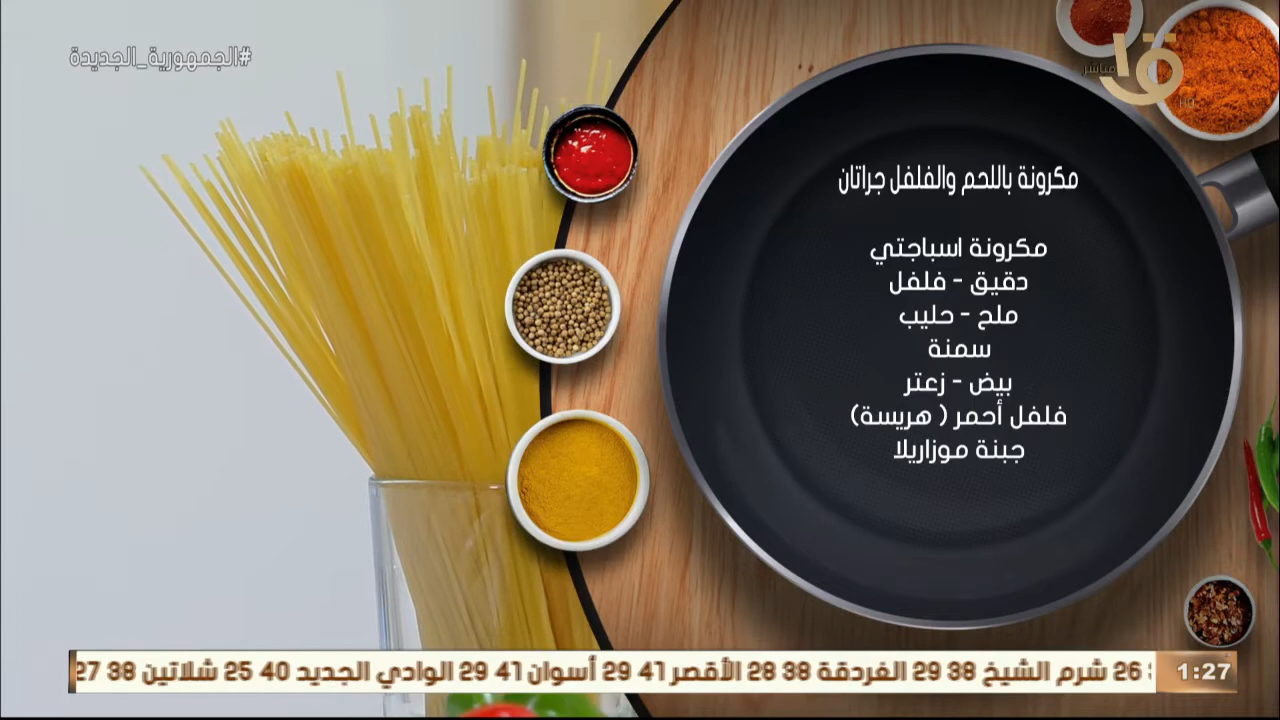 #الجمهورية_الجديدة
مباشر
HD
مكرونة باللحم والفلفل جراتان
مكرونة اسباجتي
دقيق - فلفل
ملح - حليب
سمنة
بيض - زعتر
فلفل أحمر ( هريسة)
جبنة موزاريلا
26 شرم الشيخ 38 29 الغردقة 38 28 الأقصر 41 29 أسوان 41 29 الوادي الجديد 40 25 شلاتين 38 27
1:27